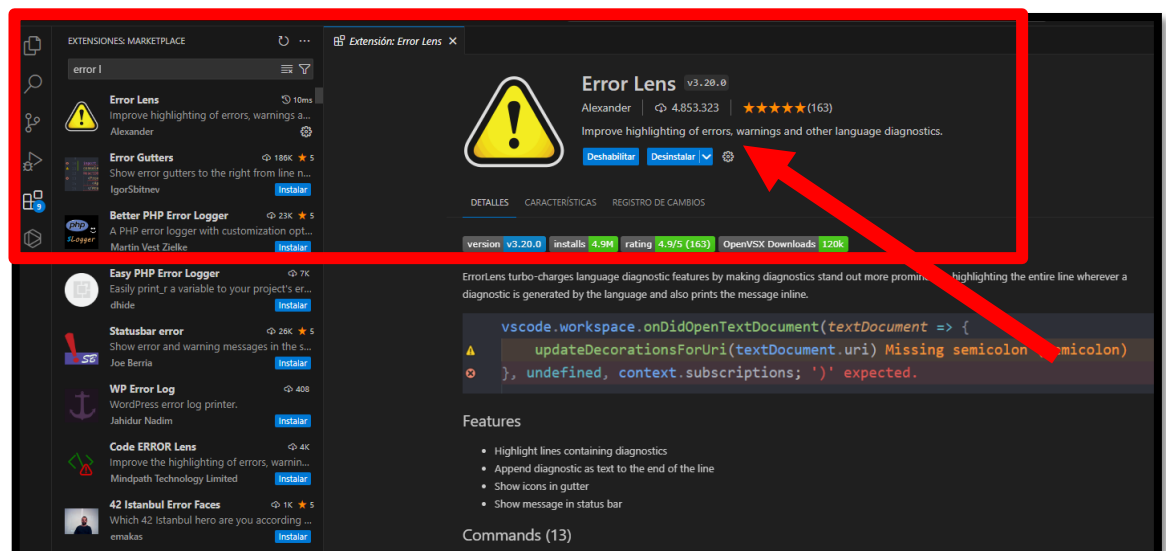 EXTENSIONES: MARKETPLACE
error l
Error Lens 10ms
Improve highlighting of errors, warnings a...
Alexander
Error Gutters 186K ★ 5
Show error gutters to the right from line n...
IgorSbitnev Instalar
Better PHP Error Logger 23K ★ 5
A PHP error logger with customization opt...
Martin Vest Zielke Instalar
Easy PHP Error Logger 7K
Easily print_r a variable to your project's er...
dhide Instalar
Statusbar error 26K ★ 5
Show error and warning messages in the s...
Joe Berria Instalar
WP Error Log 408
WordPress error log printer.
Jahidur Nadim Instalar
Code ERROR Lens 4K
Improve the highlighting of errors, warnin...
Mindpath Technology Limited Instalar
42 Istanbul Error Faces 1K ★ 5
Which 42 Istanbul hero are you according ...
emakas Instalar
9
php
$Logger
SE
Extensión: Error Lens
Error Lens v3.20.0
Alexander 4.853.323 ★★★★★(163)
Improve highlighting of errors, warnings and other language diagnostics.
Deshabilitar Desinstalar
DETALLES CARACTERÍSTICAS REGISTRO DE CAMBIOS
version v3.20.0 installs 4.9M rating 4.9/5 (163) OpenVSX Downloads 120k
ErrorLens turbo-charges language diagnostic features by making diagnostics stand out more highlighting the entire line wherever a
diagnostic is generated by the language and also prints the message inline.
vscode.workspace.onDidOpenTextDocument(textDocument => {
updateDecorationsForUri(textDocument.uri) Missing semicolon
}, undefined, context.subscriptions; ')' expected.
Features
Highlight lines containing diagnostics
Append diagnostic as text to the end of the line
Show icons in gutter
Show message in status bar
Commands (13)